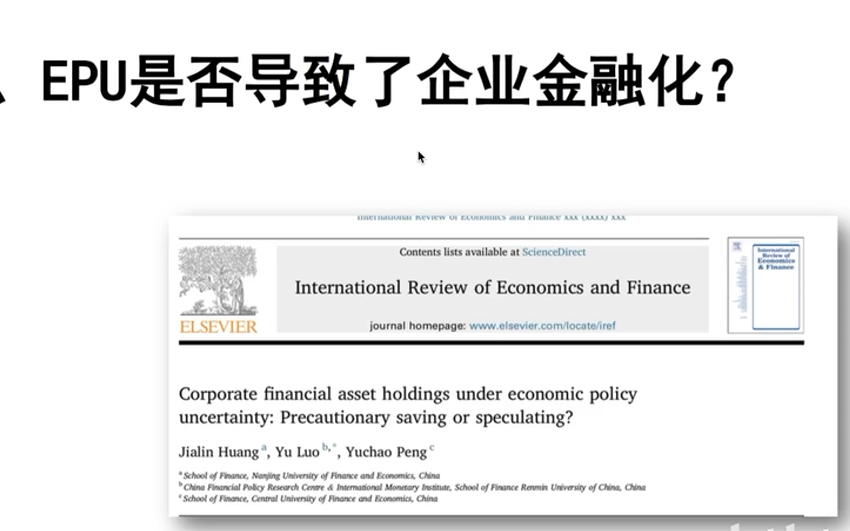 EPU是否导致了企业金融化？
International Review of Economics and Finance xxx (xxxx) xxx
Contents lists available at ScienceDirect
International Review of Economics and Finance
journal homepage: www.elsevier.com/locate/iref
ELSEVIER
International
Review of
Economics
& Finance
Corporate financial asset holdings under economic policy
uncertainty: Precautionary saving or speculating?
Jialin Huang a, Yu Luo b,*, Yuchao Peng c
a School of Finance, Nanjing University of Finance and Economics, China
b China Financial Policy Research Centre & International Monetary Institute, School of Finance Renmin University of China, China
c School of Finance, Central University of Finance and Economics, China